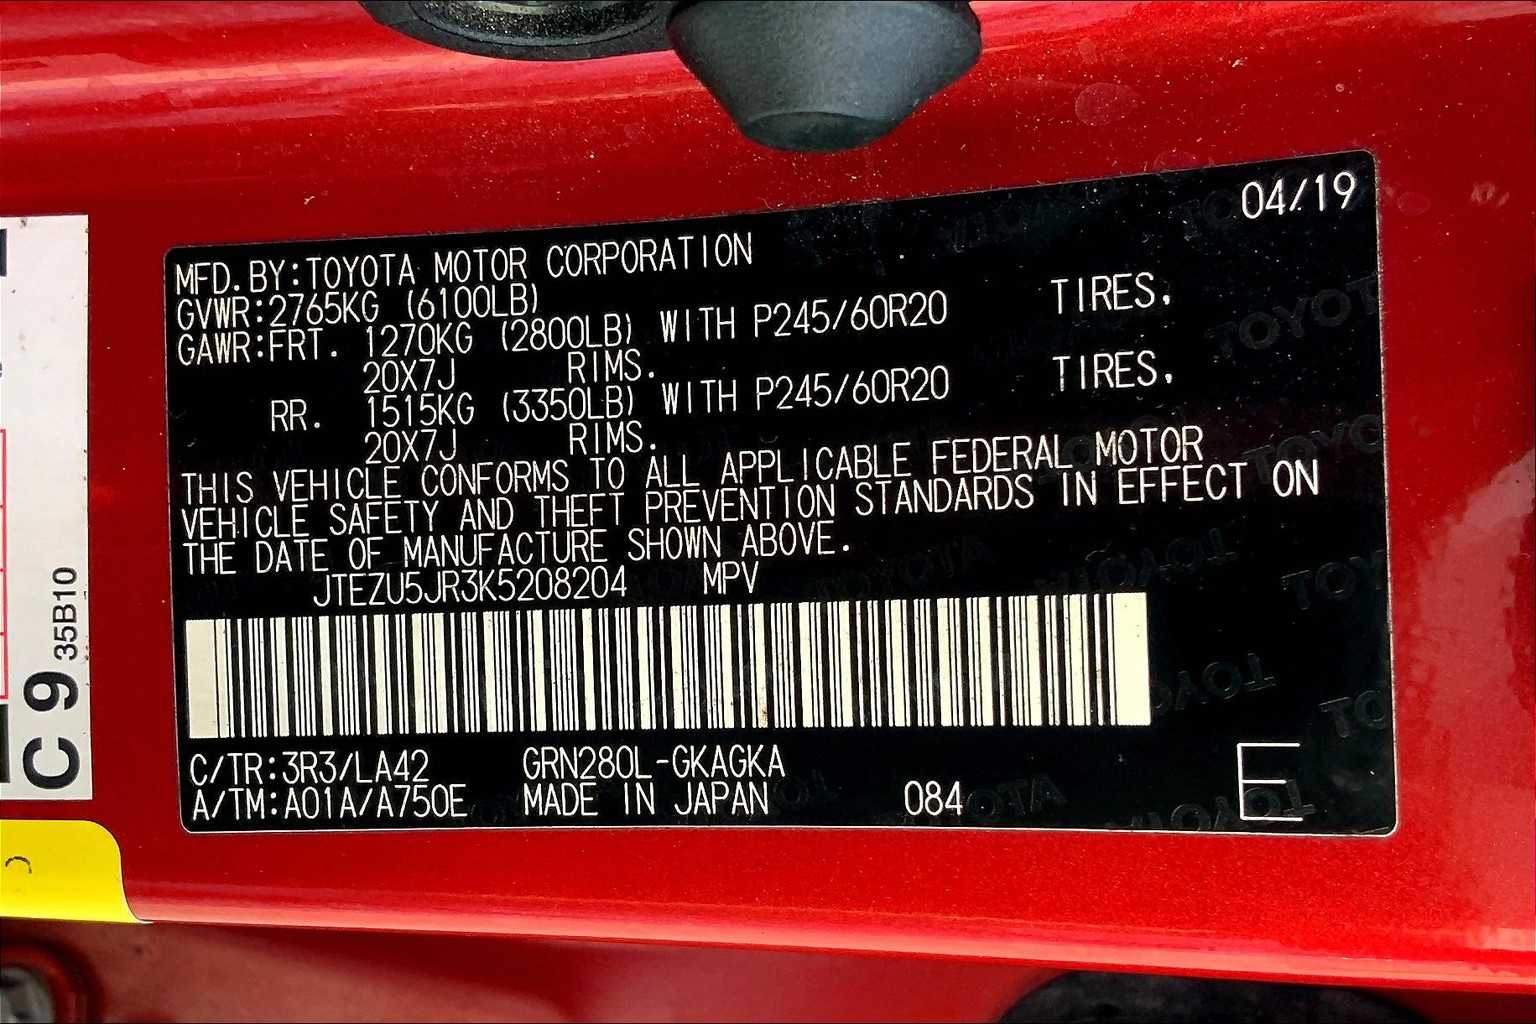 04/19
MFD. BY:TOYOTA MOTOR CORPORATION
GVWR:2765KG (6100LB)
GAWR:FRT. 1270KG (2800LB) WITH P245/60R20 TIRES,
20X7J RIMS.
RR. 1515KG (3350LB) WITH P245/60R20 TIRES,
20X7J RIMS.
THIS VEHICLE CONFORMS TO ALL APPLICABLE FEDERAL MOTOR
VEHICLE SAFETY AND THEFT PREVENTION STANDARDS IN EFFECT ON
THE DATE OF MANUFACTURE SHOWN ABOVE.
JTEZU5JR3K5208204 MPV
C/TR:3R3/LA42 GRN280L-GKAGKA
A/TM:A01A/A750E MADE IN JAPAN 084
E
C9 35B10
TOYOTA